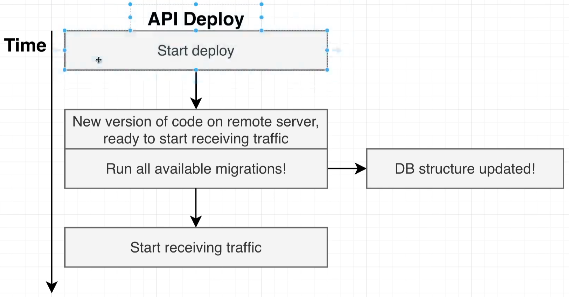 API Deploy
Time
Start deploy
New version of code on remote server,
ready to start receiving traffic
Run all available migrations!
DB structure updated!
Start receiving traffic